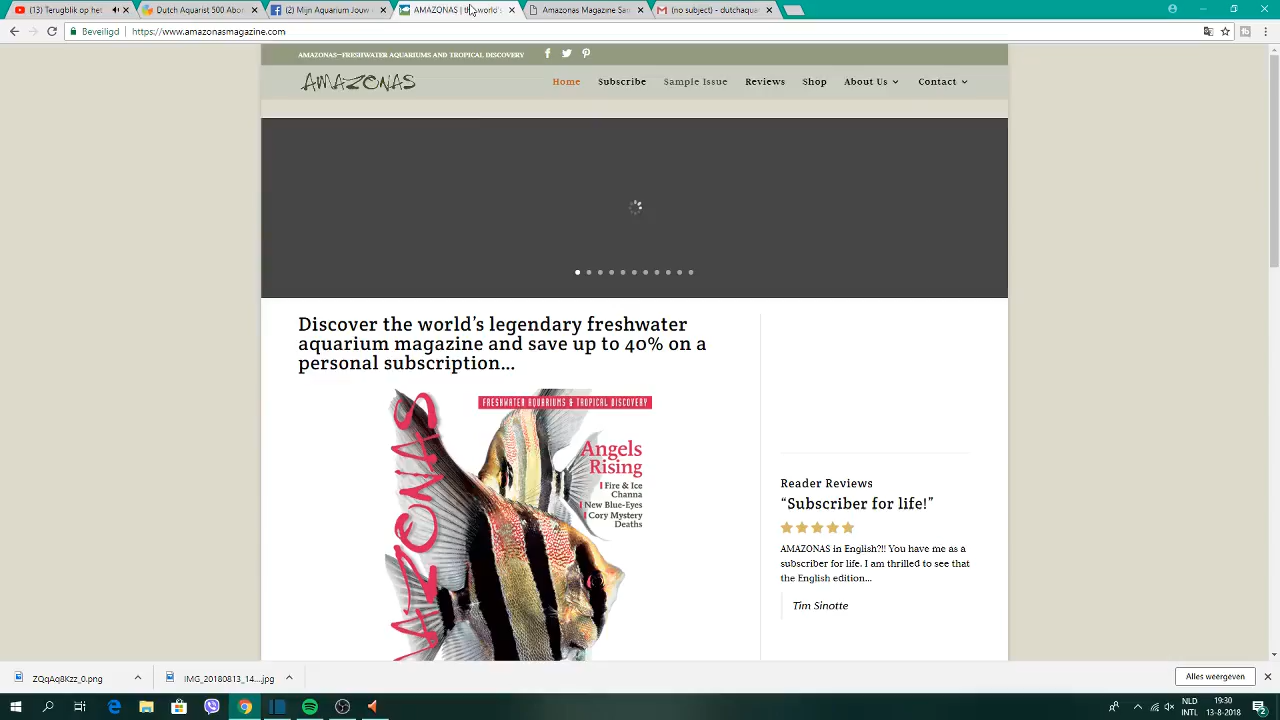 (13) Terugblik op he
Dutch Aquarist 500 Abo
(2) Mijn Aquarium Jouw
AMAZONAS | the world's
Amazonas Magazine Sam
(no subject) - dutchaqua
Beveiligd
https://www.amazonasmagazine.com
AMAZONAS—FRESHWATER AQUARIUMS AND TROPICAL DISCOVERY
AMAZONAS
Home
Subscribe
Sample Issue
Reviews
Shop
About Us
Contact
Discover the world's legendary freshwater
aquarium magazine and save up to 40% on a
personal subscription...
FRESHWATER AQUARIUMS & TROPICAL DISCOVERY
AMAZONAS
Angels
Rising
Fire & Ice
Channa
New Blue-Eyes
Cory Mystery
Deaths
Reader Reviews
“Subscriber for life!”
AMAZONAS in English?!! You have me as a
subscriber for life. I am thrilled to see that
the English edition...
Tim Sinotte
ZQqAq8Kzz_0.png
IMG_20180813_14....jpg
Alles weergeven
NLD
INTL
19:30
13-8-2018
2